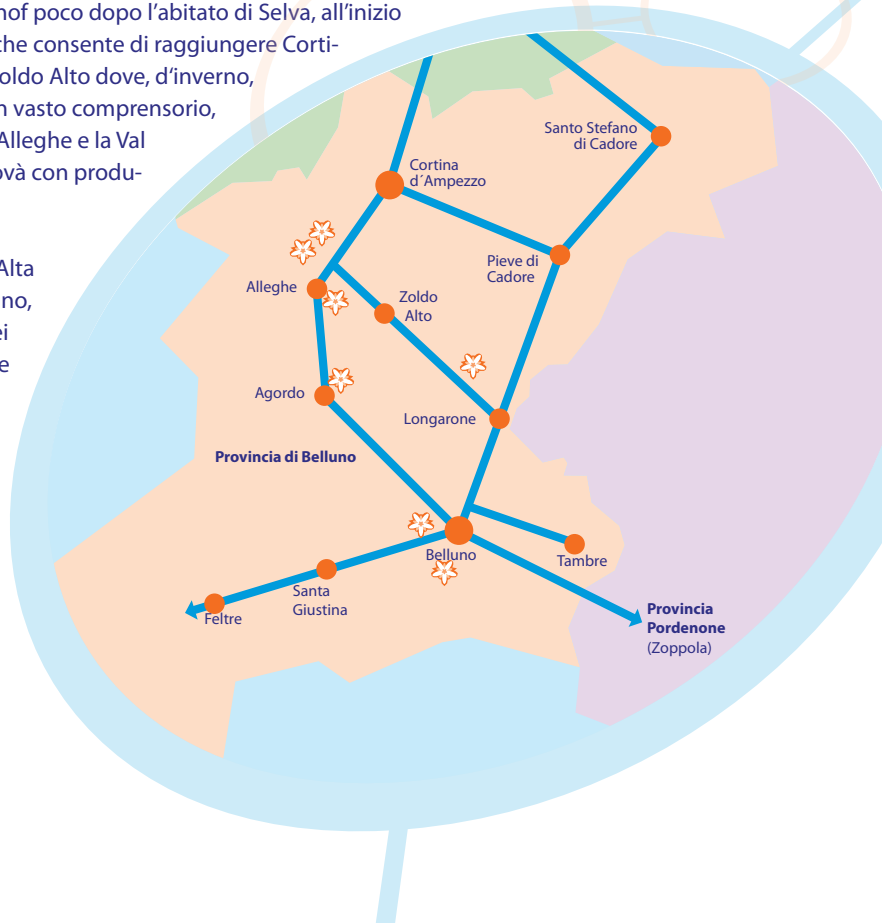 nof poco dopo l'abitato di Selva, all'inizio
che consente di raggiungere Corti-
oldo Alto dove, d'inverno,
n vasto comprensorio,
Alleghe e la Val
ovà con produ-
Alta
no,
ei
e
Santo Stefano
di Cadore
Cortina
d´Ampezzo
Pieve di
Cadore
Alleghe
Zoldo
Alto
Agordo
Longarone
Provincia di Belluno
Belluno
Tambre
Santa
Giustina
Feltre
Provincia
Pordenone
(Zoppola)